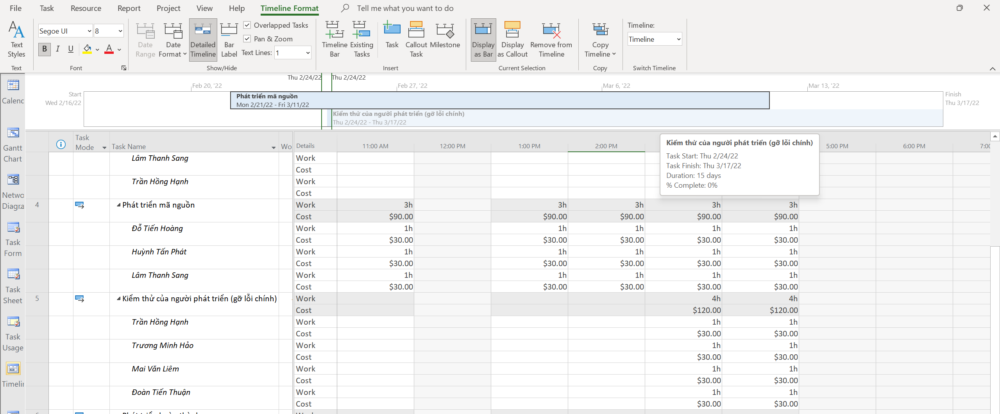 File Task Resource Report Project View Help Timeline Format Tell me what you want to do
Text Styles
Segoe UI 8
B I U A
Date Range
Date Format
Detailed Timeline
Bar Label
Overlapped Tasks
Pan & Zoom
Text Lines: 1
Timeline Bar
Existing Tasks
Task
Callout Task
Milestone
Display as Bar
Display as Callout
Remove from Timeline
Copy Timeline
Timeline:
Timeline
Text Font Show/Hide Insert Current Selection Copy Switch Timeline
Thu 2/24/22 Thu 2/24/22
Feb 20, '22 Feb 27, '22 Mar 6, '22 Mar 13, '22
Start
Wed 2/16/22
Phát triển mã nguồn
Mon 2/21/22 - Fri 3/11/22
Finish
Thu 3/17/22
Kiểm thử của người phát triển (gỡ lỗi chính)
Thu 2/24/22 - Thu 3/17/22
Calend
Gantt Chart
Netwo
Diagra
Task Form
Task Sheet
Task Usage
Timelin
Task Mode Task Name Wo Details 11:00 AM 12:00 PM 1:00 PM 2:00 PM 5:00 PM 6:00 PM 7:00
Kiểm thử của người phát triển (gỡ lỗi chính)
Task Start: Thu 2/24/22
Task Finish: Thu 3/17/22
Duration: 15 days
% Complete: 0%
Lâm Thanh Sang Work
Cost
Trần Hồng Hạnh Work
Cost
4 Phát triển mã nguồn Work 3h 3h 3h 3h 3h
Cost $90.00 $90.00 $90.00 $90.00 $90.00
Đỗ Tiến Hoàng Work 1h 1h 1h 1h 1h
Cost $30.00 $30.00 $30.00 $30.00 $30.00
Huỳnh Tấn Phát Work 1h 1h 1h 1h 1h
Cost $30.00 $30.00 $30.00 $30.00 $30.00
Lâm Thanh Sang Work 1h 1h 1h 1h 1h
Cost $30.00 $30.00 $30.00 $30.00 $30.00
5 Kiểm thử của người phát triển (gỡ lỗi chính) Work 4h 4h
Cost $120.00 $120.00
Trần Hồng Hạnh Work 1h 1h
Cost $30.00 $30.00
Trương Minh Hảo Work 1h 1h
Cost $30.00 $30.00
Mai Văn Liêm Work 1h 1h
Cost $30.00 $30.00
Đoàn Tiến Thuận Work 1h 1h
Cost $30.00 $30.00